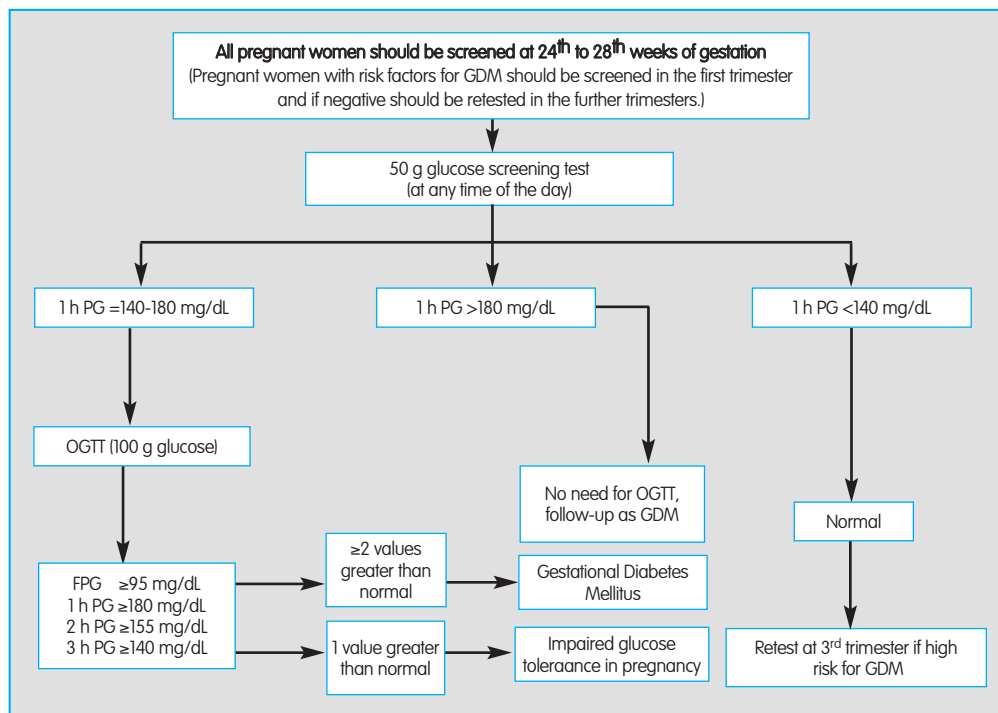 All pregnant women should be screened at 24th to 28th weeks of gestation
(Pregnant women with risk factors for GDM should be screened in the first trimester
and if negative should be retested in the further trimesters.)
50 g glucose screening test
(at any time of the day)
1 h PG =140-180 mg/dL
1 h PG >180 mg/dL
1 h PG <140 mg/dL
OGTT (100 g glucose)
No need for OGTT,
follow-up as GDM
Normal
FPG ≥95 mg/dL
1 h PG ≥180 mg/dL
2 h PG ≥155 mg/dL
3 h PG ≥140 mg/dL
≥2 values
greater than
normal
Gestational Diabetes
Mellitus
1 value greater
than normal
Impaired glucose
toleraance in pregnancy
Retest at 3rd trimester if high
risk for GDM